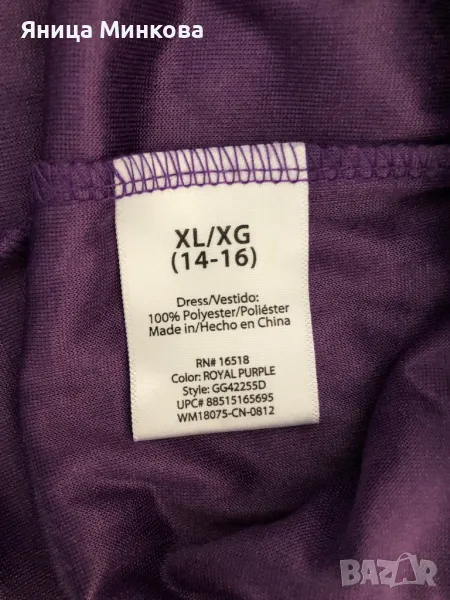 Яница Минкова
XL/XG
(14-16)
Dress/Vestido:
100% Polyester/Poliéster
Made in/Hecho en China
RN# 16518
Color: ROYAL PURPLE
Style: GG42255D
UPC# 88515165695
WM18075-CN-0812
BAZAR